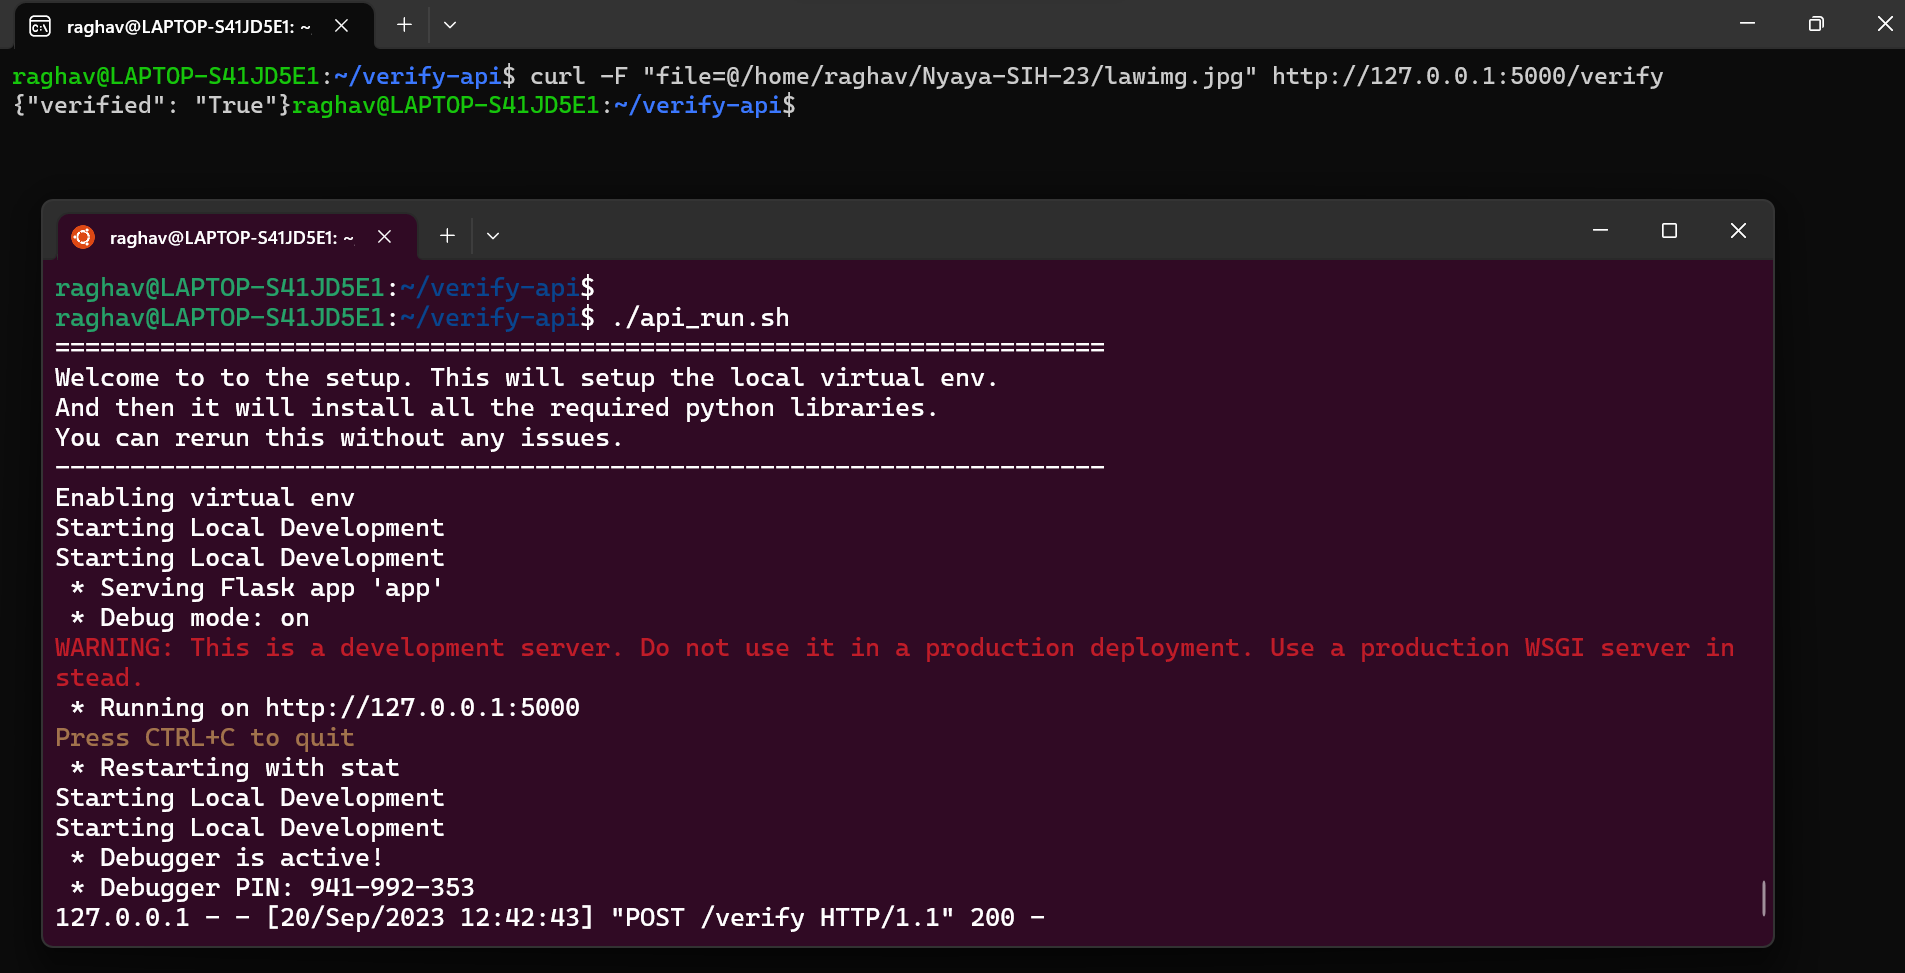 raghav@LAPTOP-S41JD5E1: ~
raghav@LAPTOP-S41JD5E1:~/verify-api$ curl -F "file=@/home/raghav/Nyaya-SIH-23/lawimg.jpg" http://127.0.0.1:5000/verify
{"verified": "True"}raghav@LAPTOP-S41JD5E1:~/verify-api$
raghav@LAPTOP-S41JD5E1: ~
raghav@LAPTOP-S41JD5E1:~/verify-api$
raghav@LAPTOP-S41JD5E1:~/verify-api$ ./api_run.sh
======================================================================
Welcome to to the setup. This will setup the local virtual env.
And then it will install all the required python libraries.
You can rerun this without any issues.
----------------------------------------------------------------------
Enabling virtual env
Starting Local Development
Starting Local Development
 * Serving Flask app 'app'
 * Debug mode: on
WARNING: This is a development server. Do not use it in a production deployment. Use a production WSGI server in
stead.
 * Running on http://127.0.0.1:5000
Press CTRL+C to quit
 * Restarting with stat
Starting Local Development
Starting Local Development
 * Debugger is active!
 * Debugger PIN: 941-992-353
127.0.0.1 - - [20/Sep/2023 12:42:43] "POST /verify HTTP/1.1" 200 -